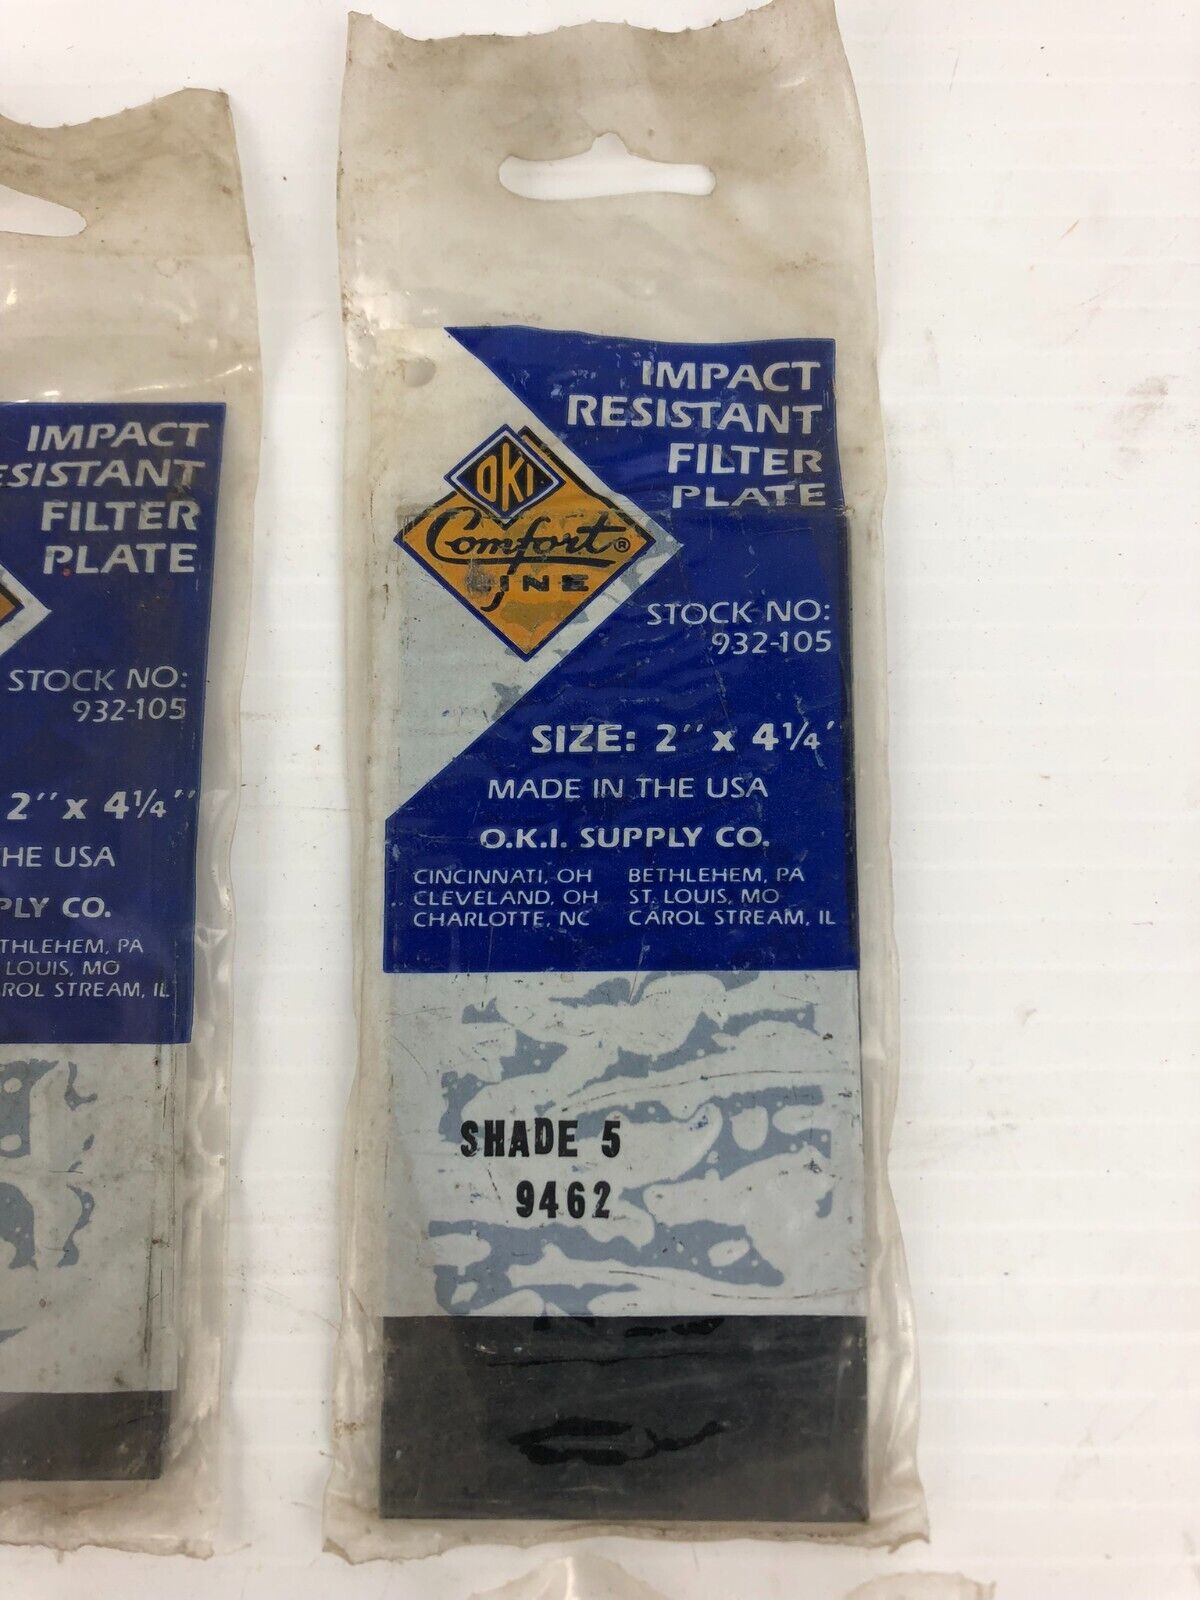 IMPACT
RESISTANT
FILTER
PLATE
OKI
Comfort®
LINE
STOCK NO:
932-105
SIZE: 2" x 4¼'
MADE IN THE USA
O.K.I. SUPPLY CO.
CINCINNATI, OH BETHLEHEM, PA
CLEVELAND, OH ST. LOUIS, MO
CHARLOTTE, NC CAROL STREAM, IL
SHADE 5
9462
IMPACT
ESISTANT
FILTER
PLATE
STOCK NO:
932-105
2" x 4¼"
HE USA
PLY CO.
THLEHEM, PA
LOUIS, MO
AROL STREAM, IL